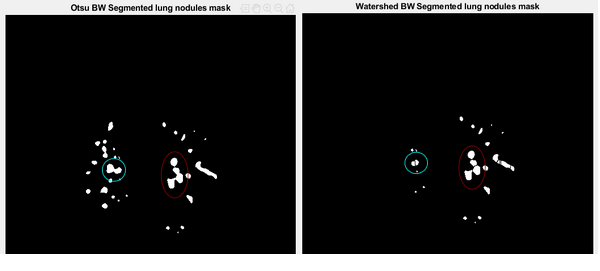 Otsu BW Segmented lung nodules mask
Watershed BW Segmented lung nodules mask